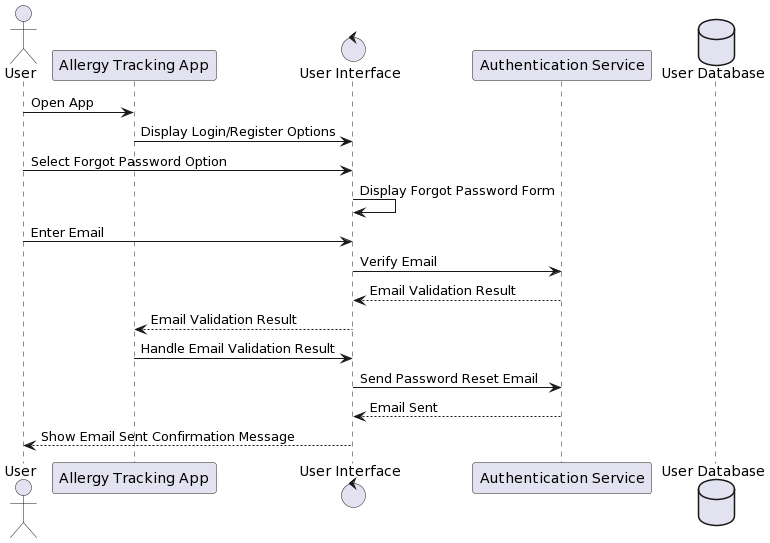 User
Allergy Tracking App
User Interface
Authentication Service
User Database
Open App
Display Login/Register Options
Select Forgot Password Option
Display Forgot Password Form
Enter Email
Verify Email
Email Validation Result
Email Validation Result
Handle Email Validation Result
Send Password Reset Email
Email Sent
Show Email Sent Confirmation Message
User
Allergy Tracking App
User Interface
Authentication Service
User Database